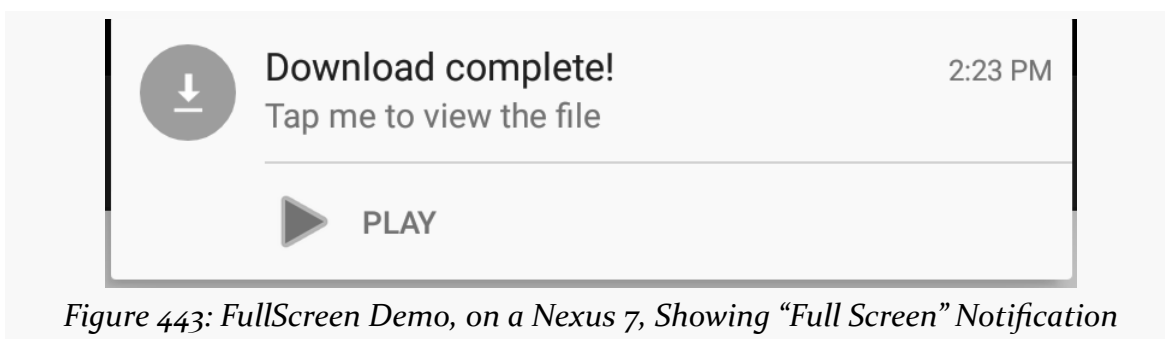 Download complete! 2:23 PM
Tap me to view the file
PLAY
Figure 443: FullScreen Demo, on a Nexus 7, Showing “Full Screen” Notification